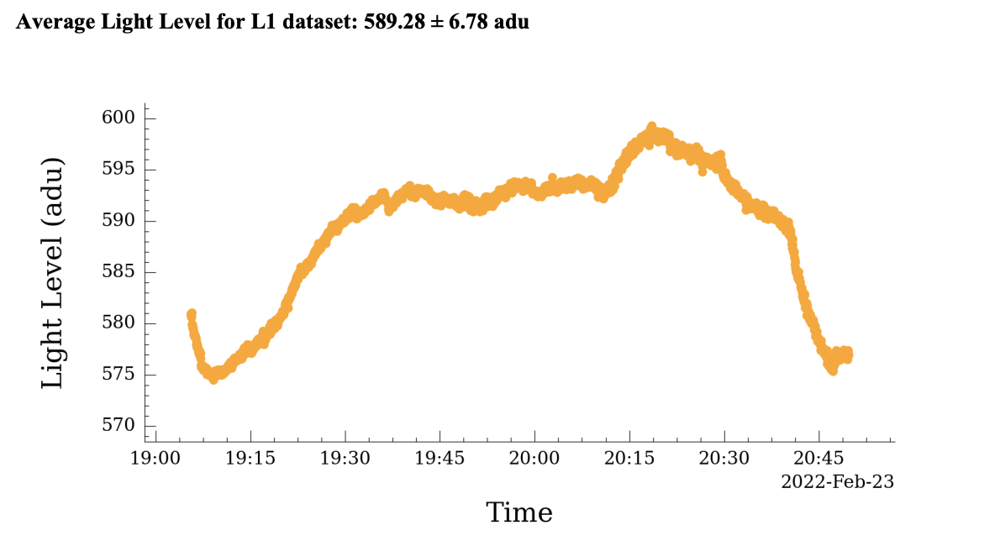 Average Light Level for L1 dataset: 589.28 ± 6.78 adu
600
595
590
585
580
575
570
Light Level (adu)
19:00 19:15 19:30 19:45 20:00 20:15 20:30 20:45
2022-Feb-23
Time